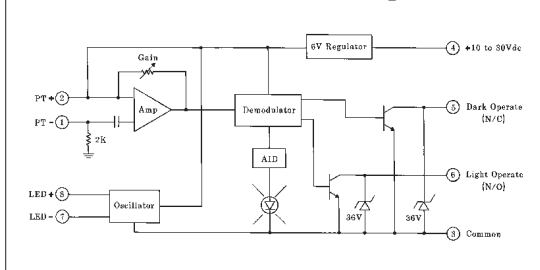 6V Regulator
4 +10 to 30Vdc
Gain
PT + 2
Amp
Demodulator
5 Dark Operate
(N/C)
PT - 1
2K
AID
6 Light Operate
(N/O)
LED + 8
Oscillator
36V
36V
LED - 7
3 Common